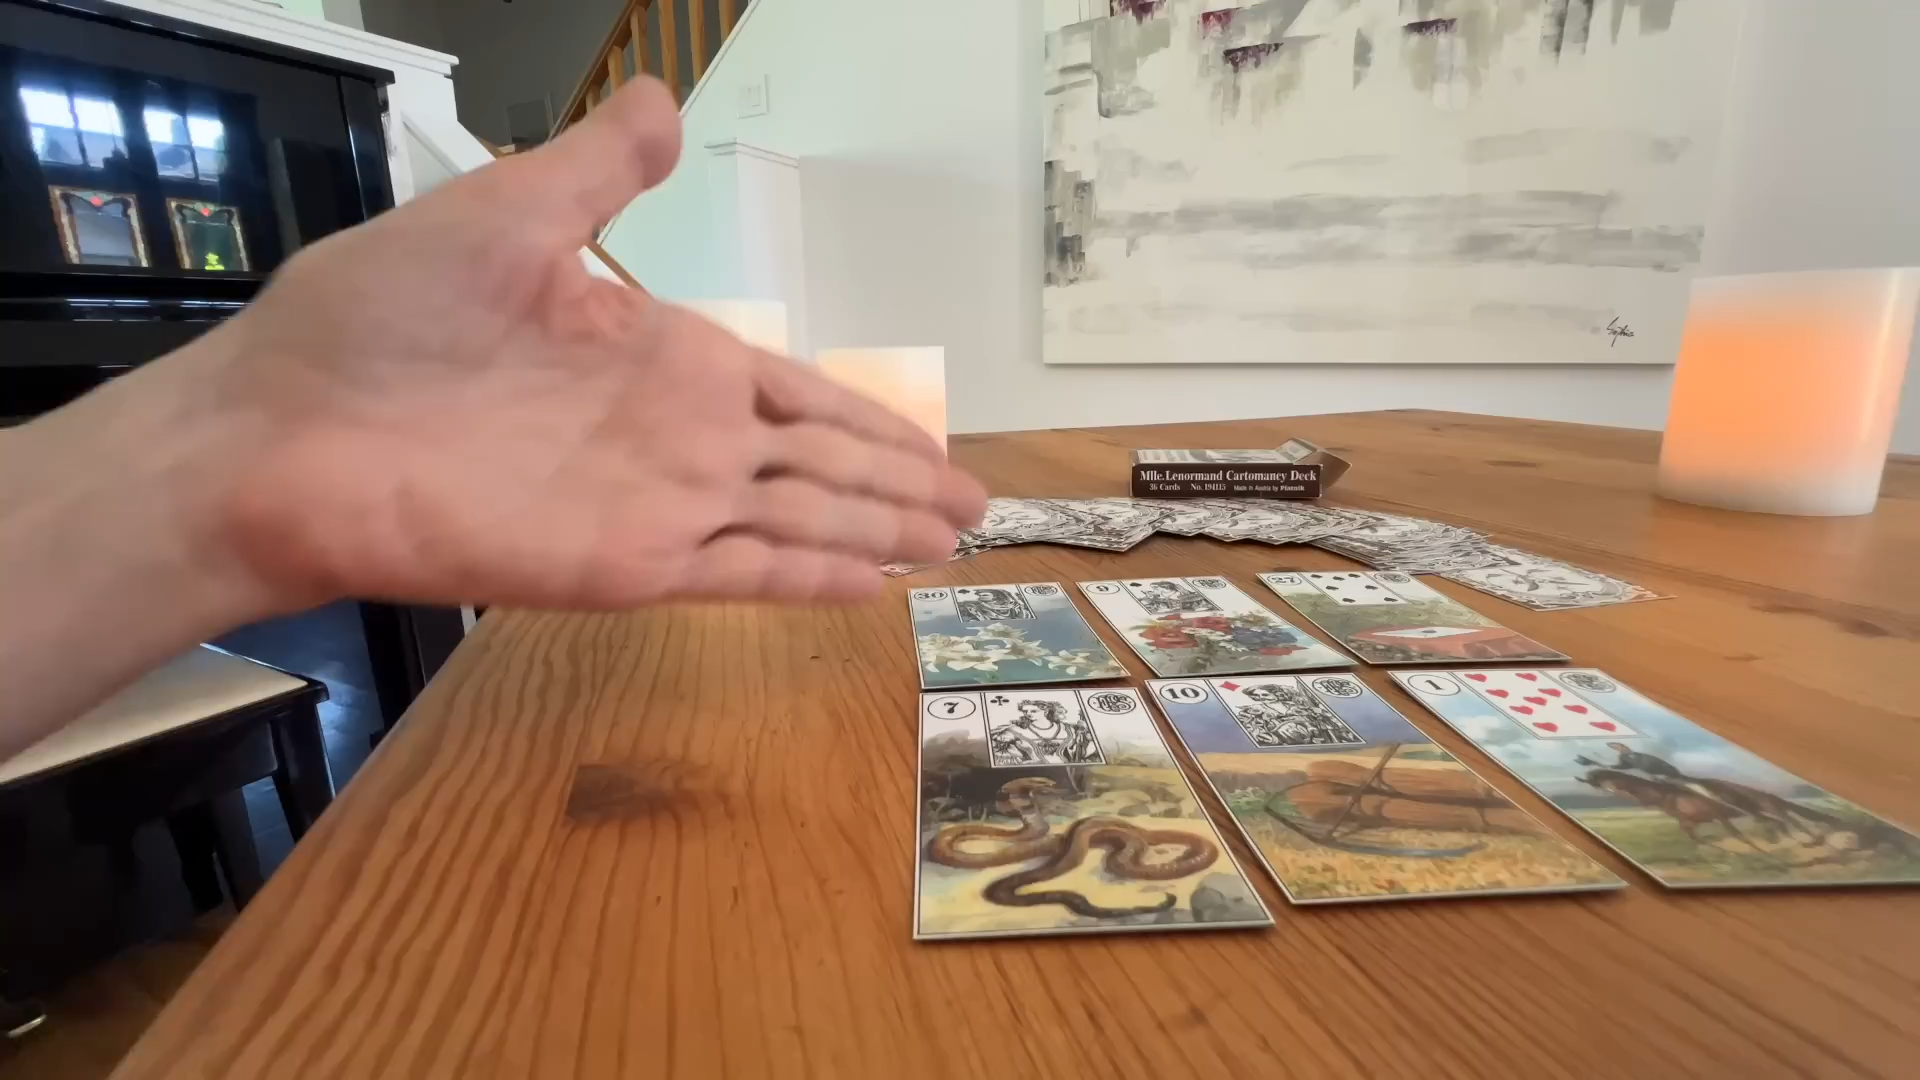 Sophie
Mlle.Lenormand Cartomancy Deck
36 Cards No. 194115 Made in Austria by Piatnik
30
9
27
7
10
1